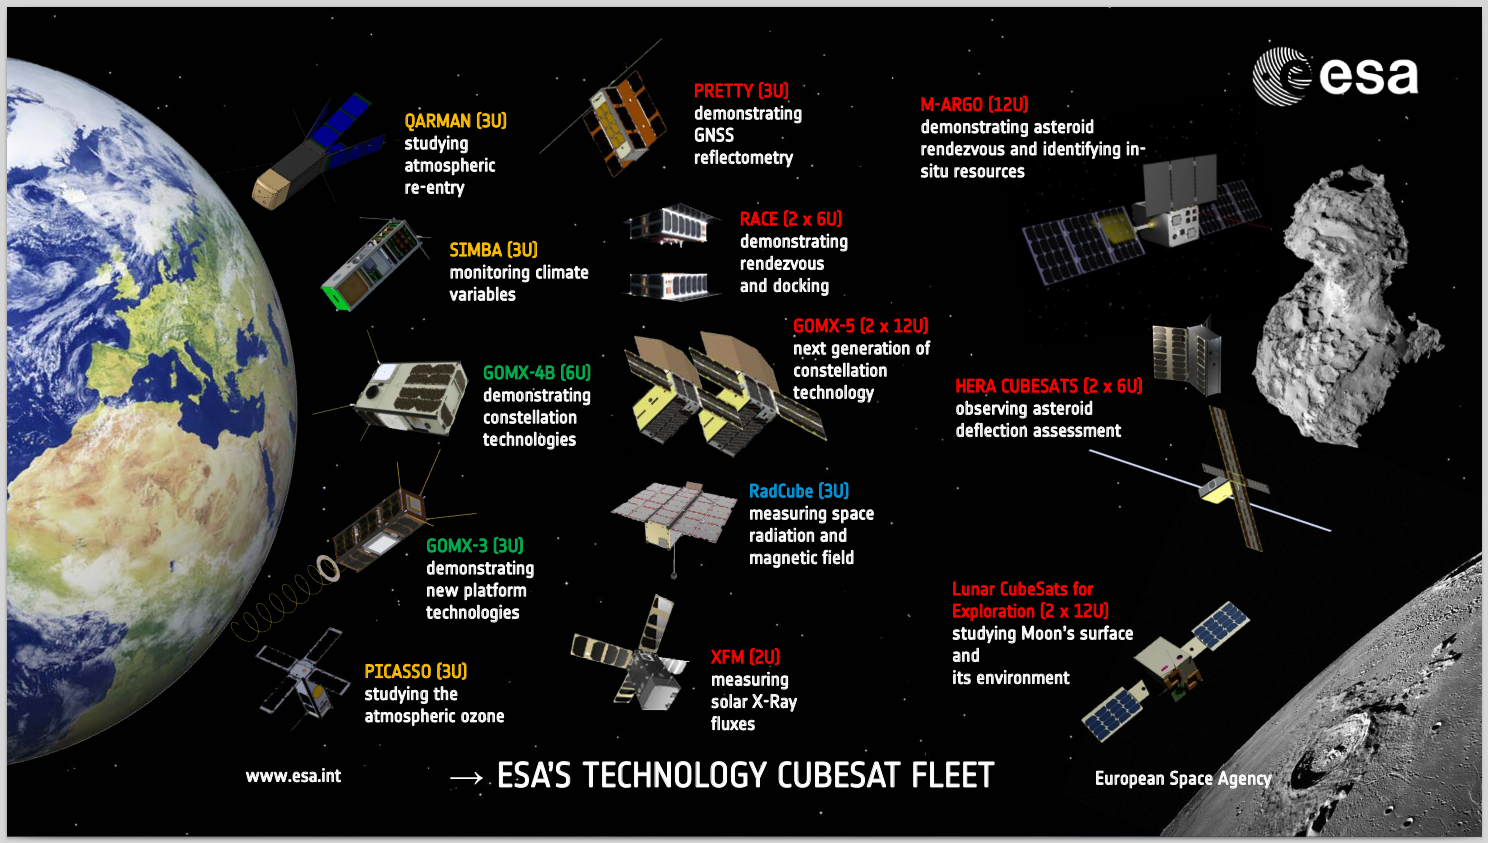 esa
QARMAN (3U)
studying
atmospheric
re-entry
PRETTY (3U)
demonstrating
GNSS
reflectometry
M-ARGO (12U)
demonstrating asteroid
rendezvous and identifying in-
situ resources
SIMBA (3U)
monitoring climate
variables
RACE (2 x 6U)
demonstrating
rendezvous
and docking
GOMX-4B (6U)
demonstrating
constellation
technologies
GOMX-5 (2 x 12U)
next generation of
constellation
technology
HERA CUBESATS (2 x 6U)
observing asteroid
deflection assessment
GOMX-3 (3U)
demonstrating
new platform
technologies
RadCube (3U)
measuring space
radiation and
magnetic field
Lunar CubeSats for
Exploration (2 x 12U)
studying Moon's surface
and
its environment
PICASSO (3U)
studying the
atmospheric ozone
XFM (2U)
measuring
solar X-Ray
fluxes
www.esa.int
→ ESA'S TECHNOLOGY CUBESAT FLEET
European Space Agency